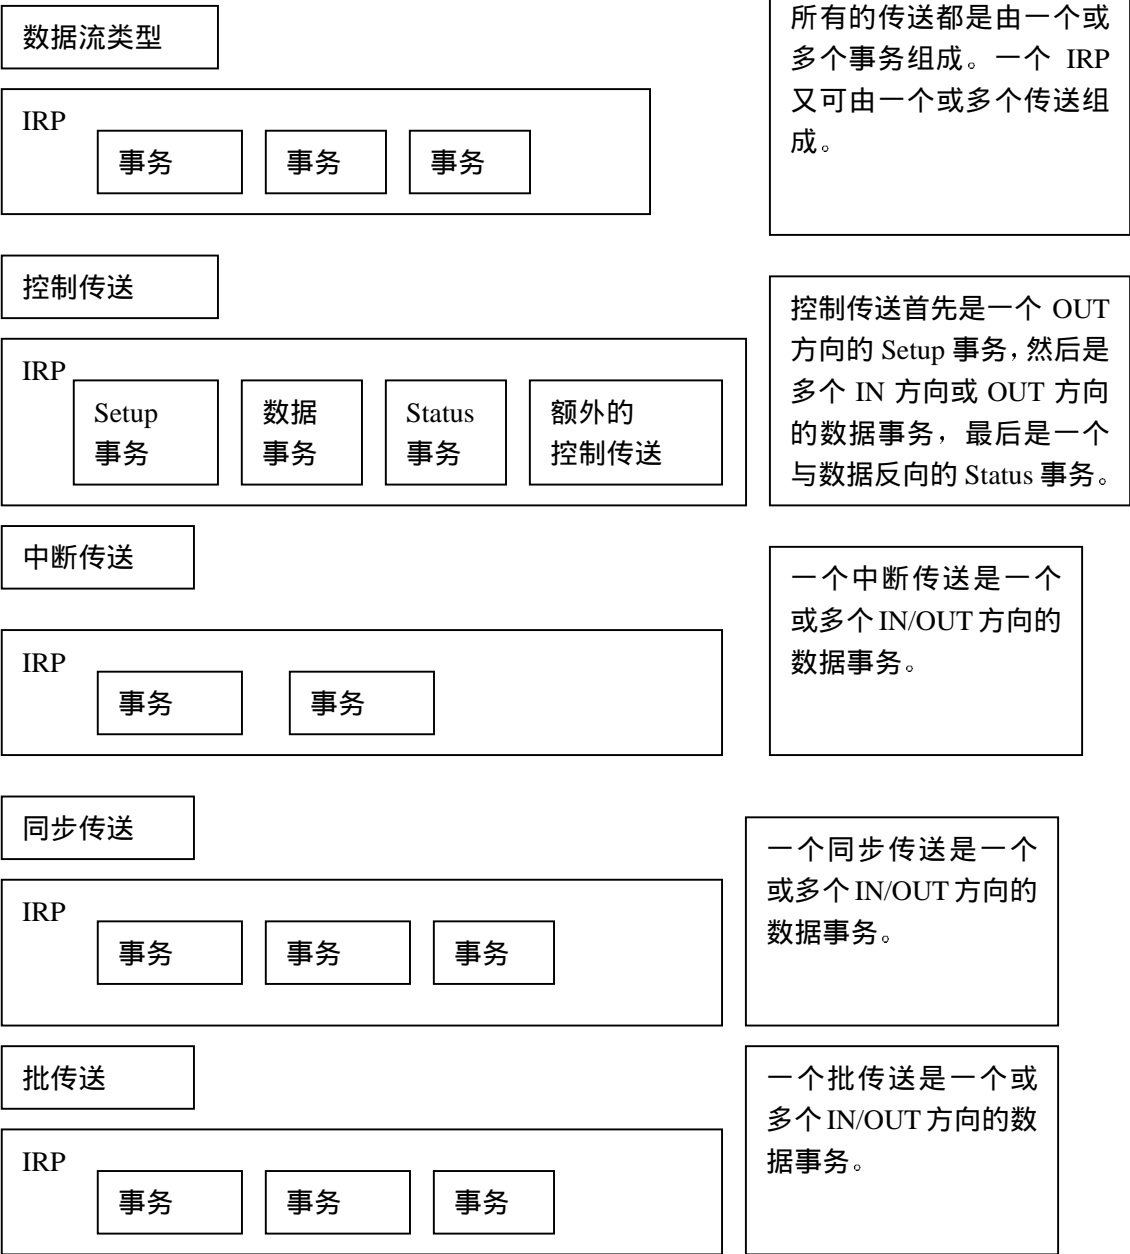 数据流类型
所有的传送都是由一个或
多个事务组成。一个 IRP
又可由一个或多个传送组
成。
IRP
事务
事务
事务
控制传送
控制传送首先是一个 OUT
方向的 Setup 事务，然后是
多个 IN 方向或 OUT 方向
的数据事务，最后是一个
与数据反向的 Status 事务。
IRP
Setup
事务
数据
事务
Status
事务
额外的
控制传送
中断传送
一个中断传送是一个
或多个 IN/OUT 方向的
数据事务。
IRP
事务
事务
同步传送
一个同步传送是一个
或多个 IN/OUT 方向的
数据事务。
IRP
事务
事务
事务
批传送
一个批传送是一个或
多个 IN/OUT 方向的数
据事务。
IRP
事务
事务
事务